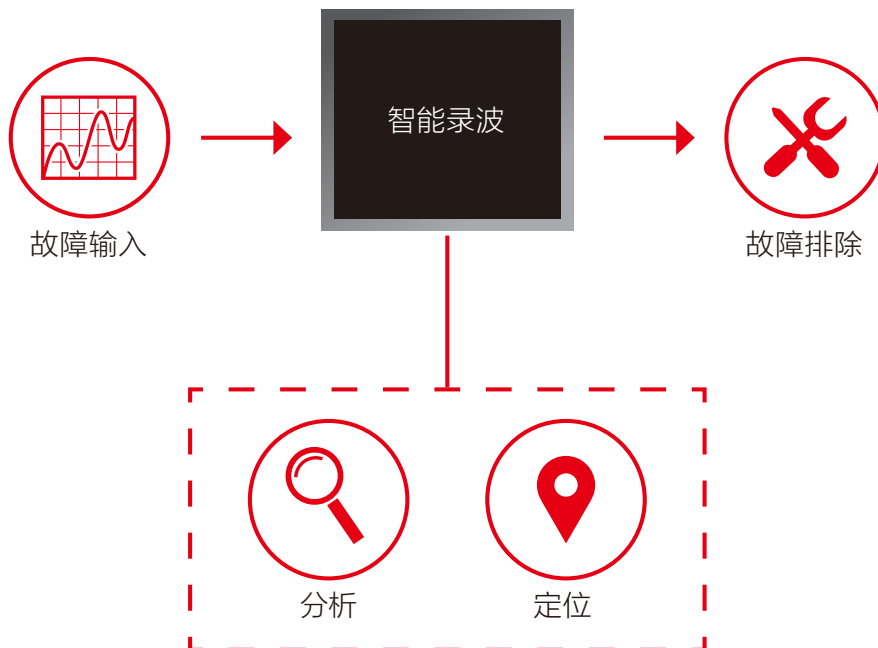 智能录波
故障输入
故障排除
分析
定位